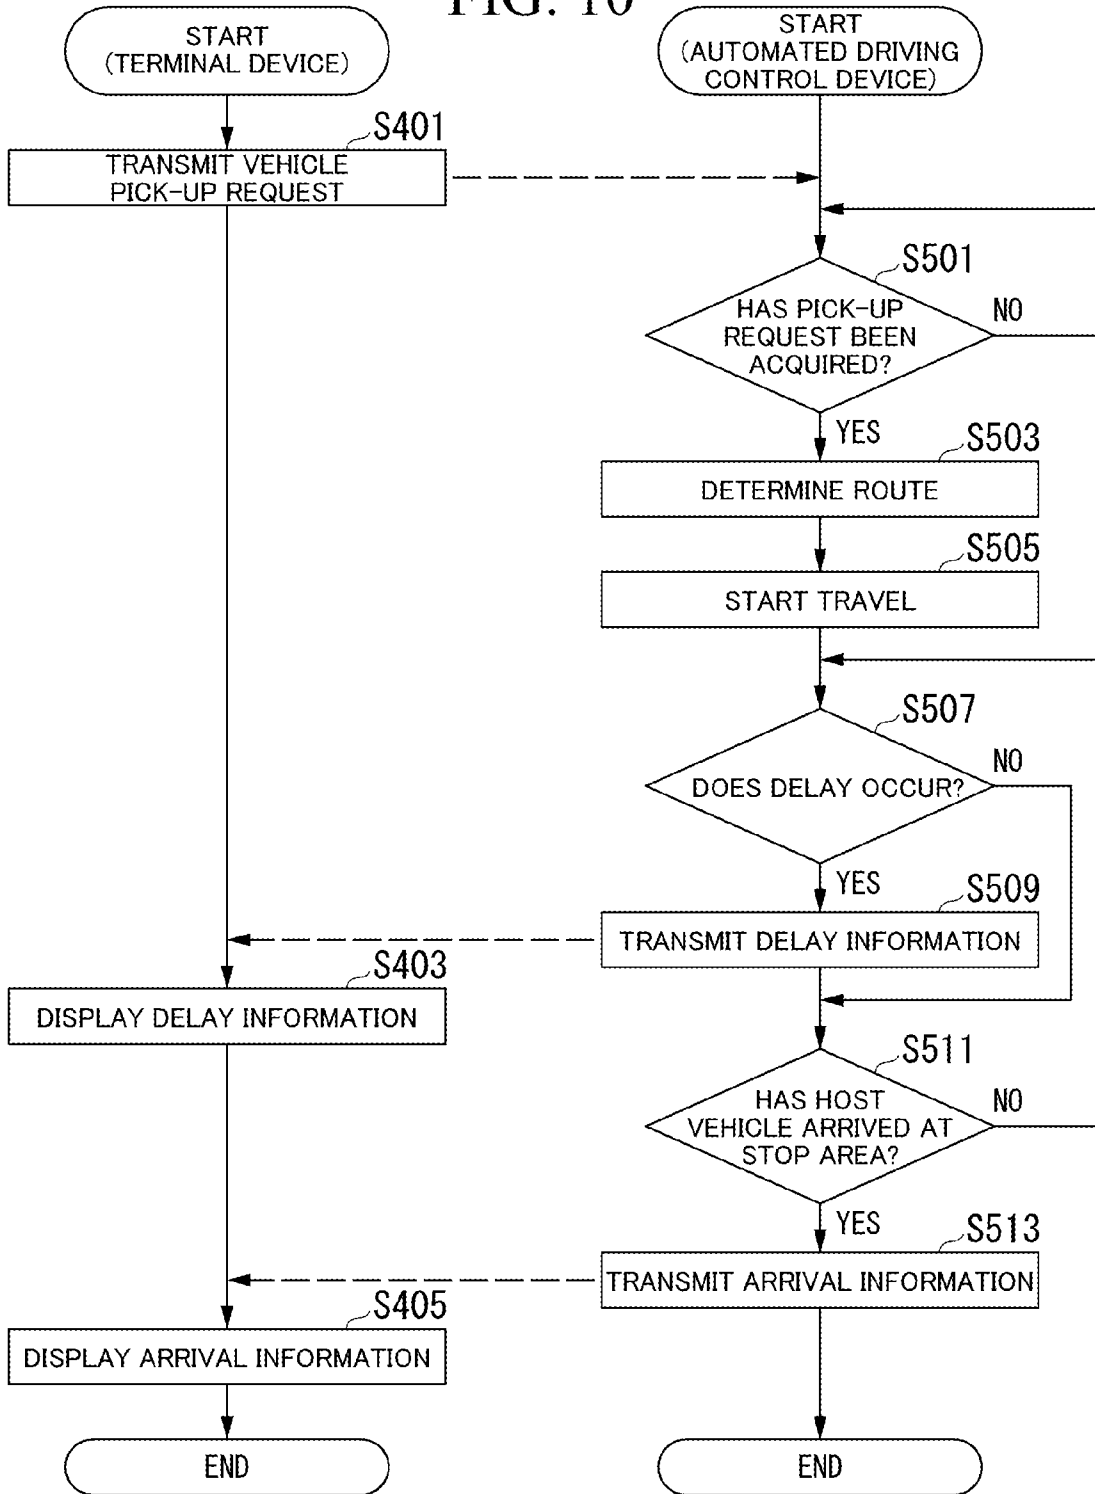 FIG. 10
START
(TERMINAL DEVICE)
START
(AUTOMATED DRIVING
CONTROL DEVICE)
S401
TRANSMIT VEHICLE
PICK-UP REQUEST
S501
HAS PICK-UP
REQUEST BEEN
ACQUIRED?
NO
YES
S503
DETERMINE ROUTE
S505
START TRAVEL
S507
DOES DELAY OCCUR?
NO
YES
S509
TRANSMIT DELAY INFORMATION
S403
DISPLAY DELAY INFORMATION
S511
HAS HOST
VEHICLE ARRIVED AT
STOP AREA?
NO
YES
S513
TRANSMIT ARRIVAL INFORMATION
S405
DISPLAY ARRIVAL INFORMATION
END
END